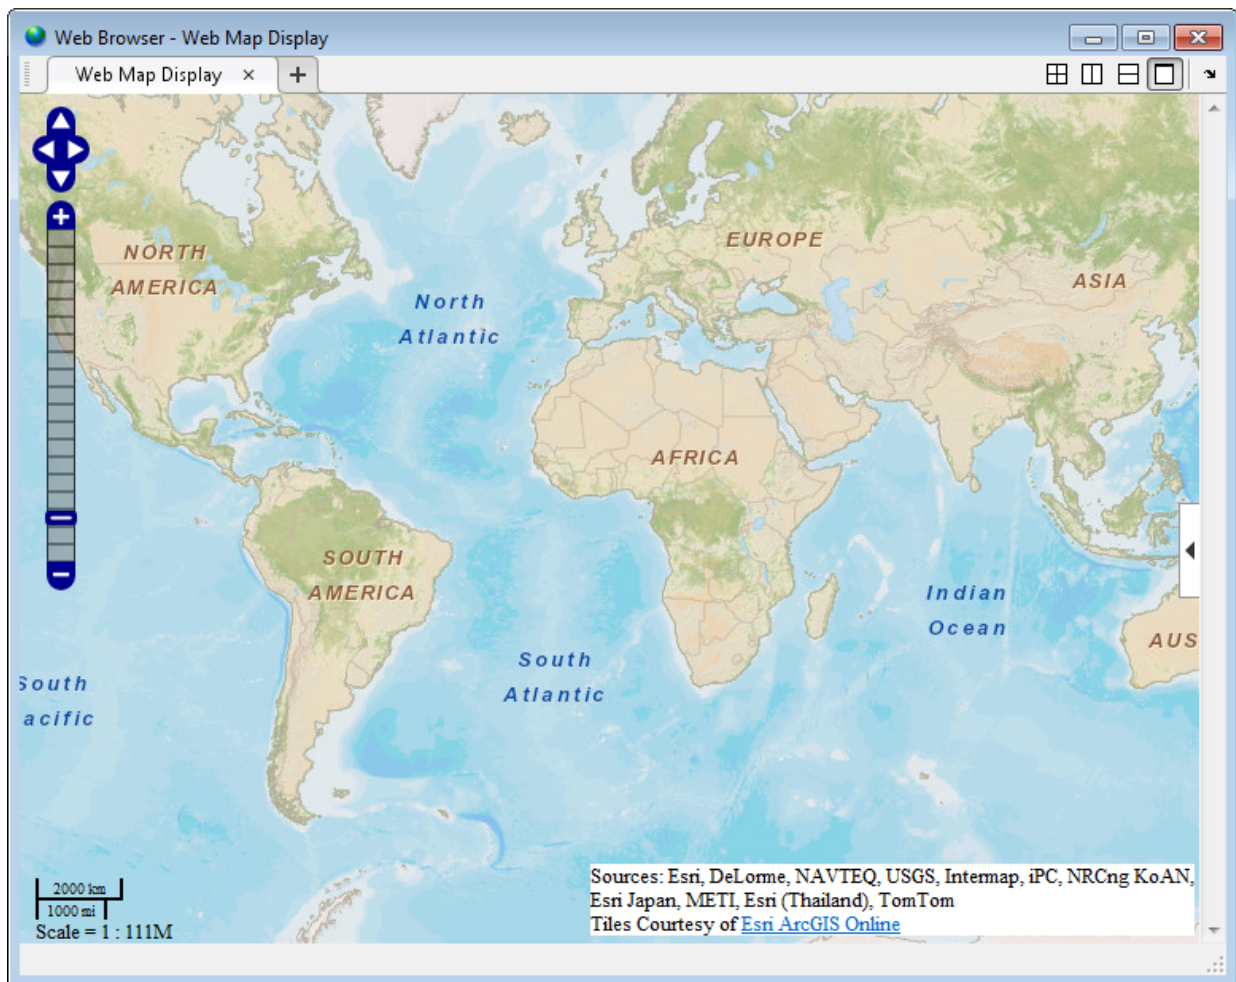 Web Browser - Web Map Display
Web Map Display
NORTH
AMERICA
North
Atlantic
EUROPE
ASIA
AFRICA
SOUTH
AMERICA
Indian
Ocean
AUS
South
Atlantic
South
acific
2000 km
1000 mi
Scale = 1 : 111M
Sources: Esri, DeLorme, NAVTEQ, USGS, Intermap, iPC, NRCng KoAN,
Esri Japan, METI, Esri (Thailand), TomTom
Tiles Courtesy of Esri ArcGIS Online